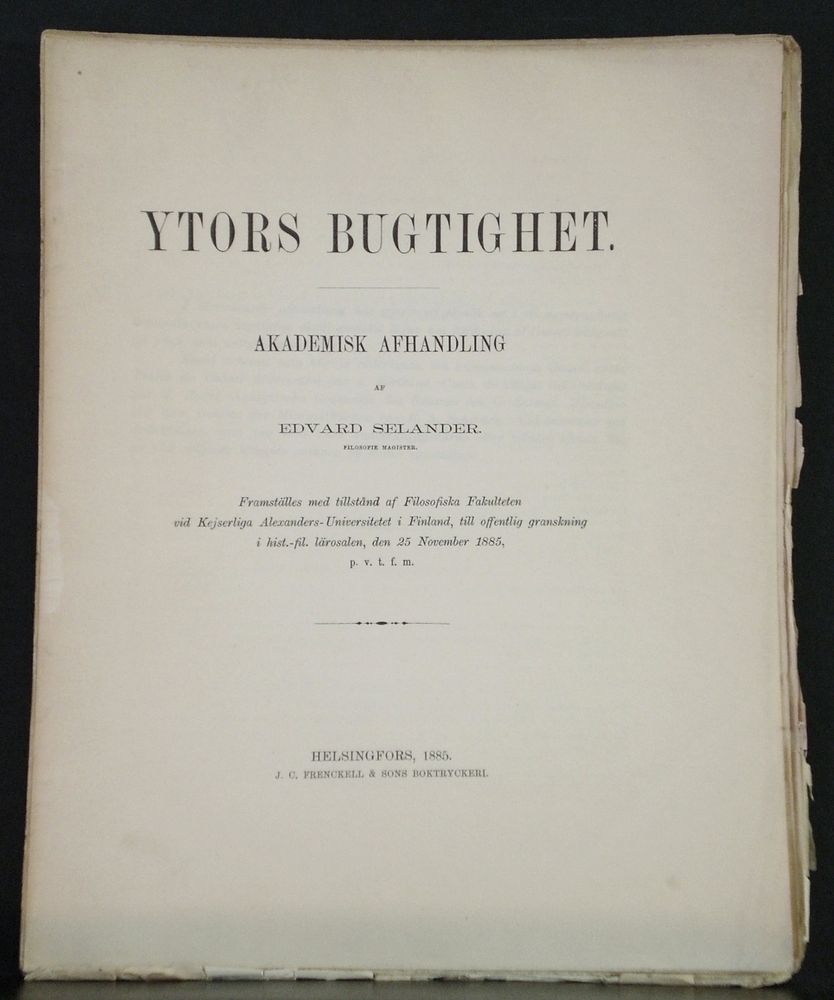 YTORS BUGTIGHET.
AKADEMISK AFHANDLING
AF
EDVARD SELANDER.
FILOSOFIE MAGISTER.
Framställes med tillstånd af Filosofiska Fakulteten
vid Kejserliga Alexanders-Universitetet i Finland, till offentlig granskning
i hist.-fil. lärosalen, den 25 November 1885,
p. v. t. f. m.
HELSINGFORS, 1885.
J. C. FRENCKELL & SONS BOKTRYCKERI.